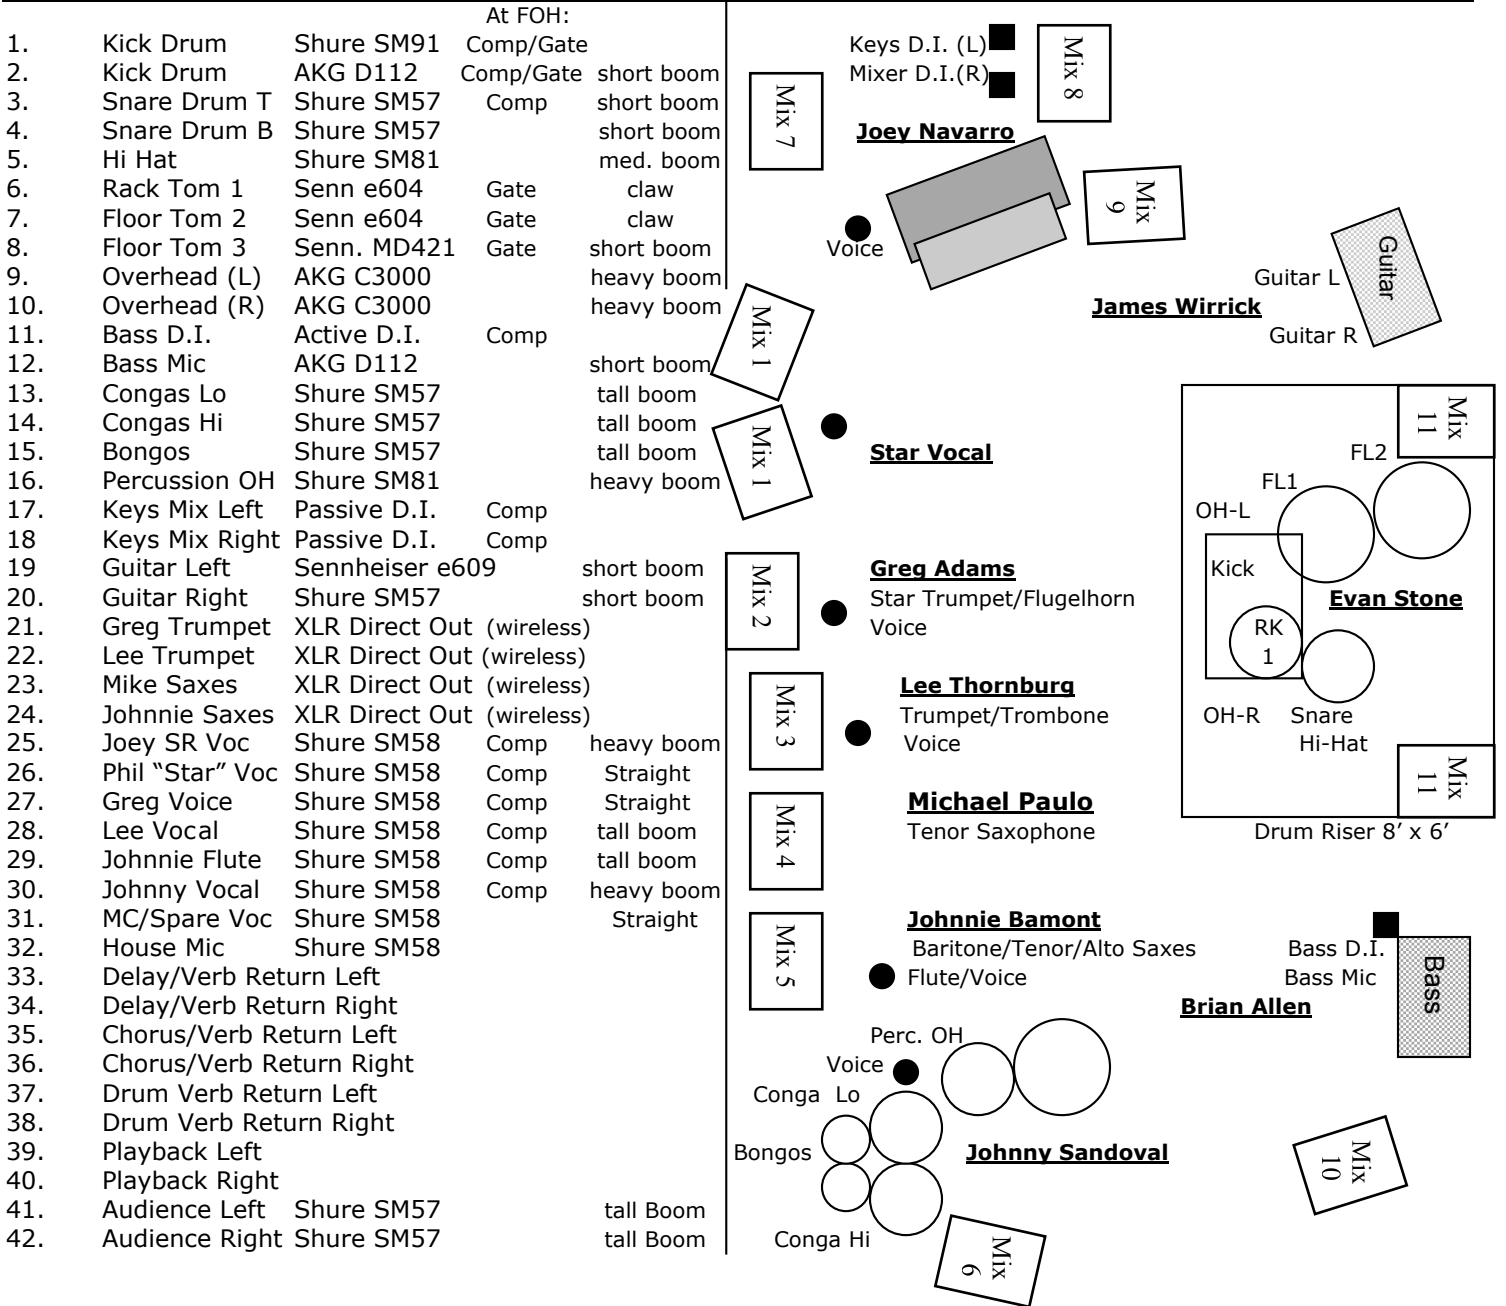 At FOH:
1. Kick Drum Shure SM91 Comp/Gate
2. Kick Drum AKG D112 Comp/Gate short boom
3. Snare Drum T Shure SM57 Comp short boom
4. Snare Drum B Shure SM57 short boom
5. Hi Hat Shure SM81 med. boom
6. Rack Tom 1 Senn e604 Gate claw
7. Floor Tom 2 Senn e604 Gate claw
8. Floor Tom 3 Senn. MD421 Gate short boom
9. Overhead (L) AKG C3000 heavy boom
10. Overhead (R) AKG C3000 heavy boom
11. Bass D.I. Active D.I. Comp
12. Bass Mic AKG D112 short boom
13. Congas Lo Shure SM57 tall boom
14. Congas Hi Shure SM57 tall boom
15. Bongos Shure SM57 tall boom
16. Percussion OH Shure SM81 heavy boom
17. Keys Mix Left Passive D.I. Comp
18 Keys Mix Right Passive D.I. Comp
19 Guitar Left Sennheiser e609 short boom
20. Guitar Right Shure SM57 short boom
21. Greg Trumpet XLR Direct Out (wireless)
22. Lee Trumpet XLR Direct Out (wireless)
23. Mike Saxes XLR Direct Out (wireless)
24. Johnnie Saxes XLR Direct Out (wireless)
25. Joey SR Voc Shure SM58 Comp heavy boom
26. Phil “Star” Voc Shure SM58 Comp Straight
27. Greg Voice Shure SM58 Comp Straight
28. Lee Vocal Shure SM58 Comp tall boom
29. Johnnie Flute Shure SM58 Comp tall boom
30. Johnny Vocal Shure SM58 Comp heavy boom
31. MC/Spare Voc Shure SM58 Straight
32. House Mic Shure SM58
33. Delay/Verb Return Left
34. Delay/Verb Return Right
35. Chorus/Verb Return Left
36. Chorus/Verb Return Right
37. Drum Verb Return Left
38. Drum Verb Return Right
39. Playback Left
40. Playback Right
41. Audience Left Shure SM57 tall Boom
42. Audience Right Shure SM57 tall Boom
Keys D.I. (L)
Mixer D.I.(R)
Mix 8
Mix 7
Joey Navarro
Mix
9
Voice
Guitar
Guitar L
James Wirrick
Guitar R
Mix 1
Mix 1
Star Vocal
Mix
11
FL2
FL1
OH-L
Kick
Evan Stone
RK
1
OH-R
Snare
Hi-Hat
Mix
11
Drum Riser 8’ x 6’
Mix 2
Greg Adams
Star Trumpet/Flugelhorn
Voice
Mix 3
Lee Thornburg
Trumpet/Trombone
Voice
Mix 4
Michael Paulo
Tenor Saxophone
Mix 5
Johnnie Bamont
Baritone/Tenor/Alto Saxes
Flute/Voice
Bass D.I.
Bass Mic
Bass
Brian Allen
Perc. OH
Voice
Conga Lo
Bongos
Johnny Sandoval
Conga Hi
Mix
6
Mix
10